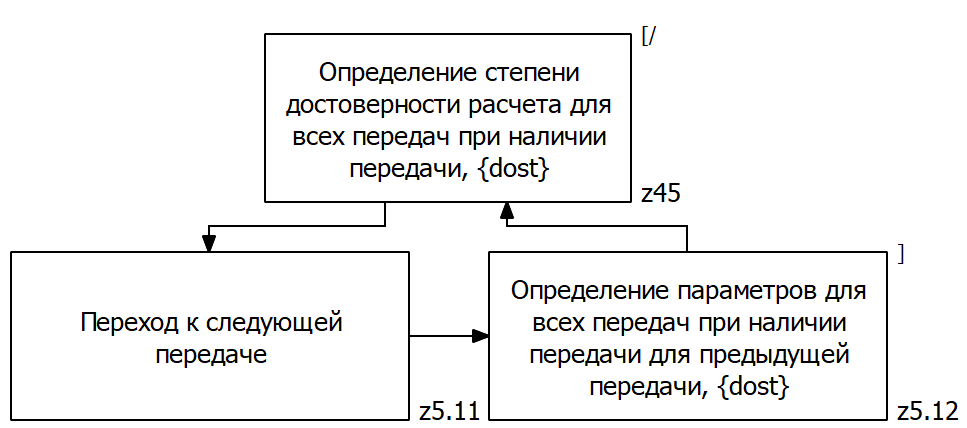 [/
Определение степени
достоверности расчета для
всех передач при наличии
передачи, {dost}
z45
Переход к следующей
передаче
z5.11
]
Определение параметров для
всех передач при наличии
передачи для предыдущей
передачи, {dost}
z5.12